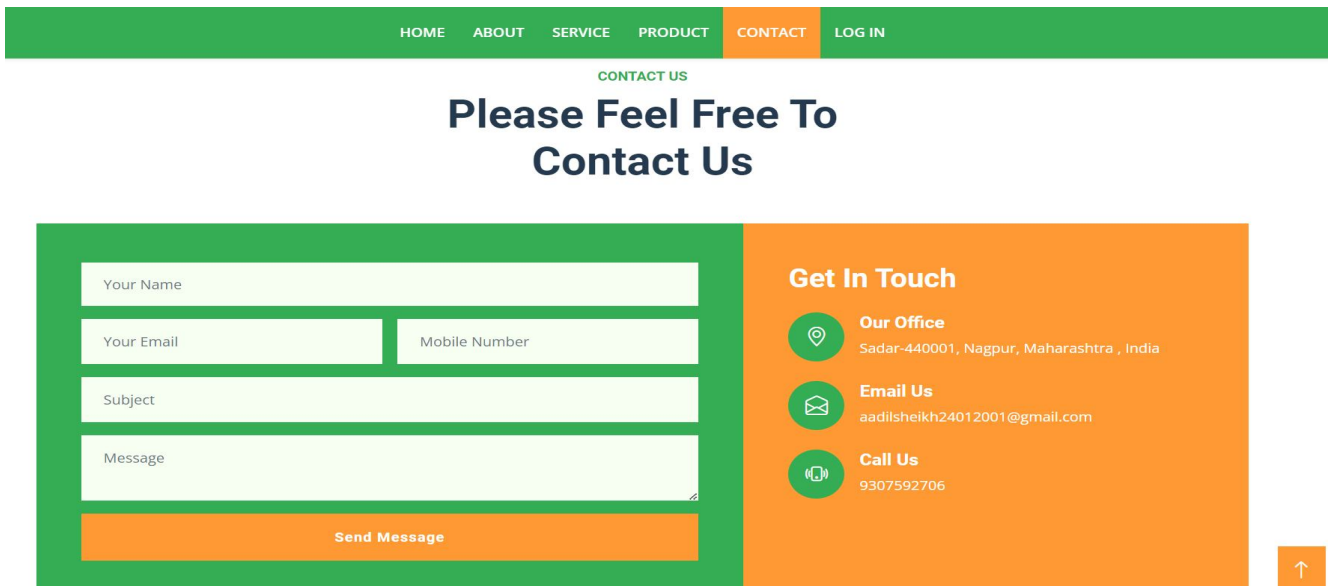 HOME ABOUT SERVICE PRODUCT CONTACT LOG IN
CONTACT US
Please Feel Free To
Contact Us
Your Name
Your Email Mobile Number
Subject
Message
Send Message
Get In Touch
Our Office
Sadar-440001, Nagpur, Maharashtra , India
Email Us
aadilsheikh24012001@gmail.com
Call Us
9307592706